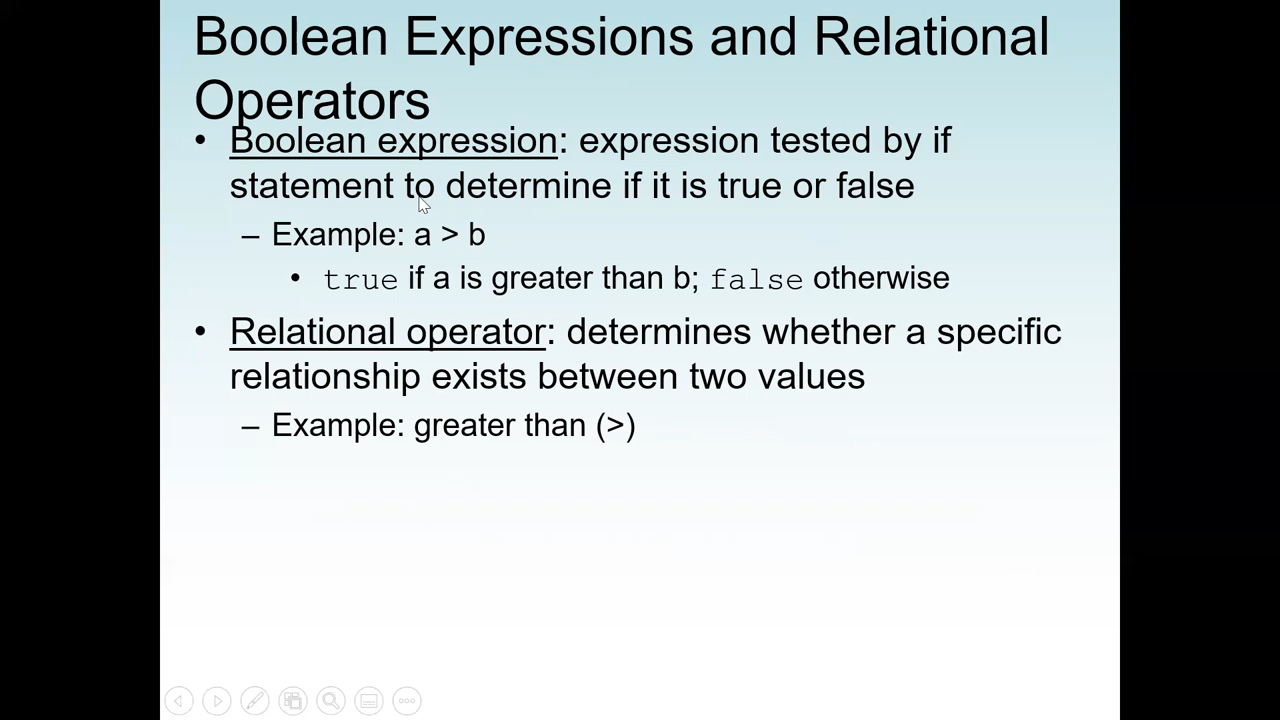 Boolean Expressions and Relational
Operators
• Boolean expression: expression tested by if
statement to determine if it is true or false
– Example: a > b
• true if a is greater than b; false otherwise
• Relational operator: determines whether a specific
relationship exists between two values
– Example: greater than (>)